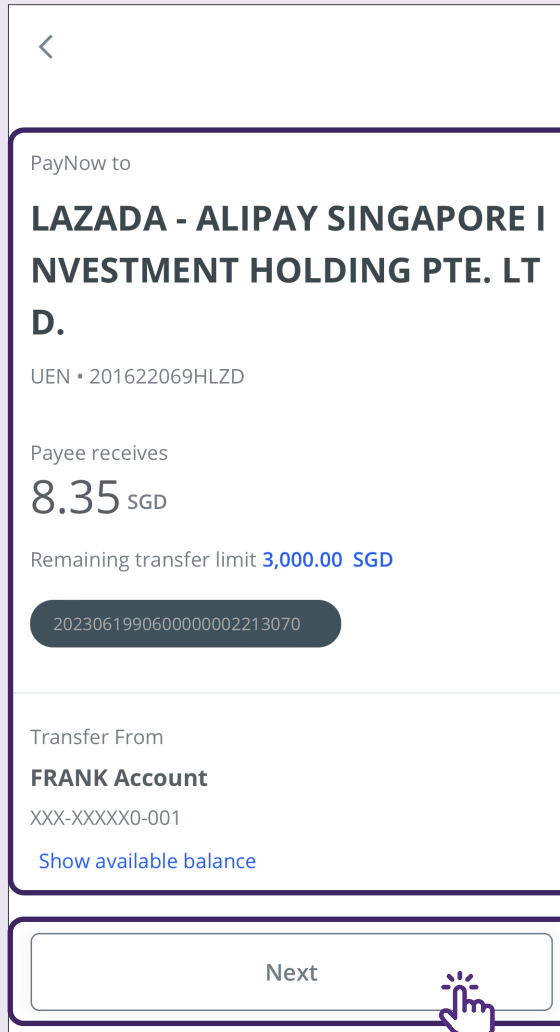 PayNow to
LAZADA - ALIPAY SINGAPORE I
NVESTMENT HOLDING PTE. LT
D.
UEN • 201622069HLZD
Payee receives
8.35 SGD
Remaining transfer limit 3,000.00 SGD
2023061990600000002213070
Transfer From
FRANK Account
XXX-XXXXX0-001
Show available balance
Next